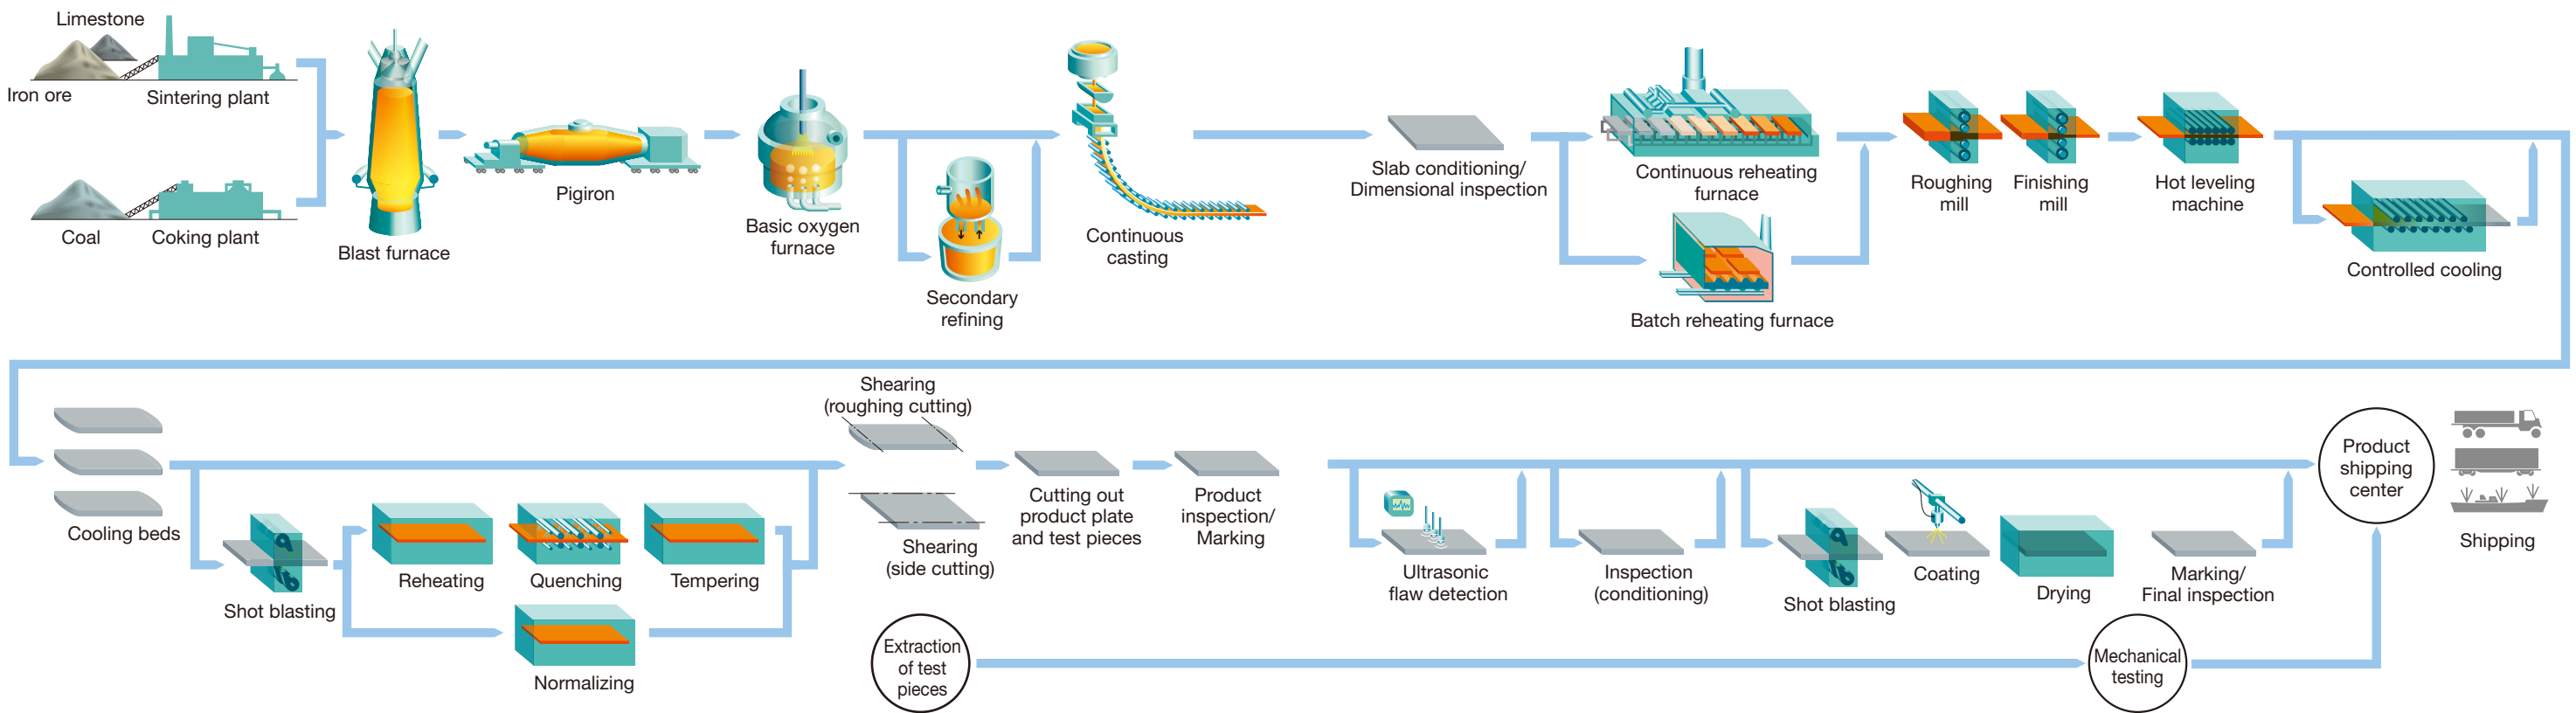 Limestone
Iron ore
Sintering plant
Coal
Coking plant
Blast furnace
Pigiron
Basic oxygen
furnace
Secondary
refining
Continuous
casting
Slab conditioning/
Dimensional inspection
Continuous reheating
furnace
Batch reheating furnace
Roughing
mill
Finishing
mill
Hot leveling
machine
Controlled cooling
Cooling beds
Shot blasting
Reheating
Quenching
Tempering
Normalizing
Shearing
(roughing cutting)
Shearing
(side cutting)
Cutting out
product plate
and test pieces
Product
inspection/
Marking
Ultrasonic
flaw detection
Inspection
(conditioning)
Shot blasting
Coating
Drying
Marking/
Final inspection
Product
shipping
center
Shipping
Extraction
of test
pieces
Mechanical
testing